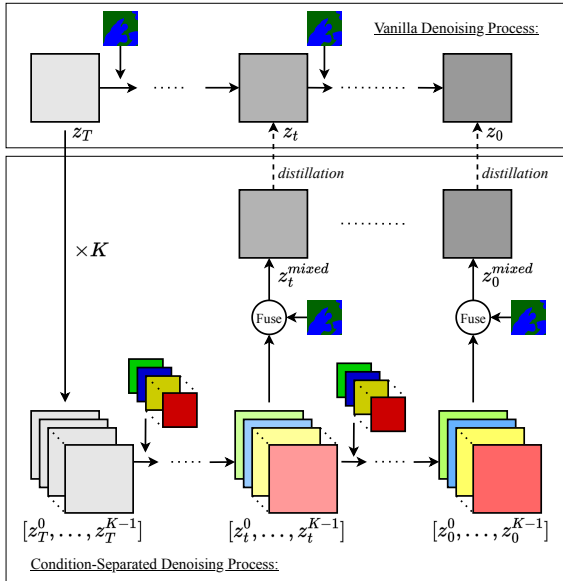 Vanilla Denoising Process:
z_T
z_t
z_0
distillation
distillation
×K
z_t^{mixed}
z_0^{mixed}
Fuse
Fuse
[z_T^0, . . . , z_T^{K-1}]
[z_t^0, . . . , z_t^{K-1}]
[z_0^0, . . . , z_0^{K-1}]
Condition-Separated Denoising Process: